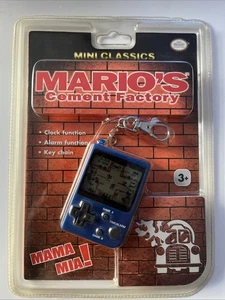 MINI CLASSICS
MARIO'S
Cement Factory
• Clock function
• Alarm function
• Key chain
3+
MAMA
MIA!